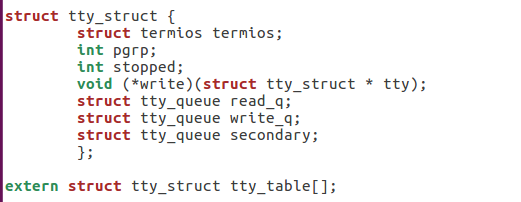 struct tty_struct {
        struct termios termios;
        int pgrp;
        int stopped;
        void (*write)(struct tty_struct * tty);
        struct tty_queue read_q;
        struct tty_queue write_q;
        struct tty_queue secondary;
        };

extern struct tty_struct tty_table[];